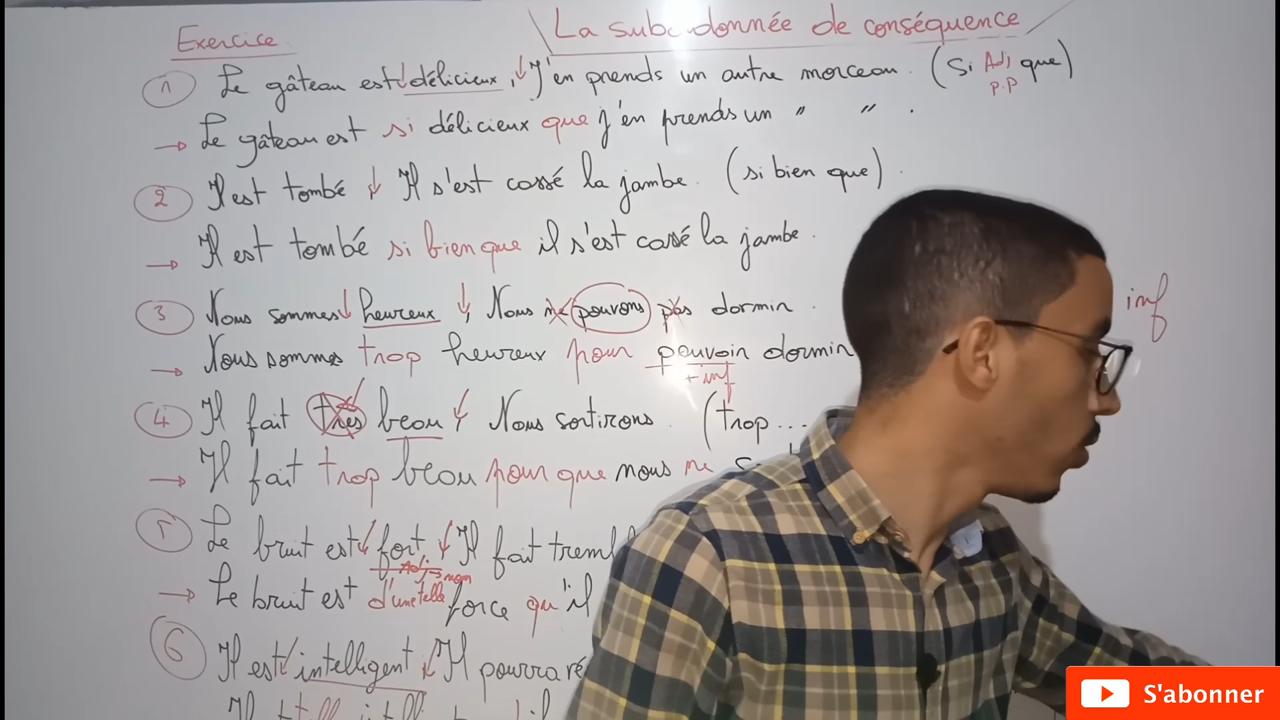 La subordonnée de conséquence
Exercice
1 Le gâteau est délicieux, J'en prends un autre morceau. (Si Adj que)
p.p
→ Le gâteau est si délicieux que j'en prends un " " .
2 Il est tombé Il s'est cassé la jambe. (si bien que).
→ Il est tombé si bien que il s'est cassé la jambe.
3 Nous sommes heureux, Nous ne pouvons pas dormir. inf
→ Nous sommes trop heureux pour pouvoir dormir
+ inf
4 Il fait très beau Nous sortirons. (trop ...
→ Il fait trop beau pour que nous ne
5 Le bruit est fort Il fait
Adj → nom
→ Le bruit est d'une telle force qu'il
6 Il est intelligent Il pourra
S'abonner